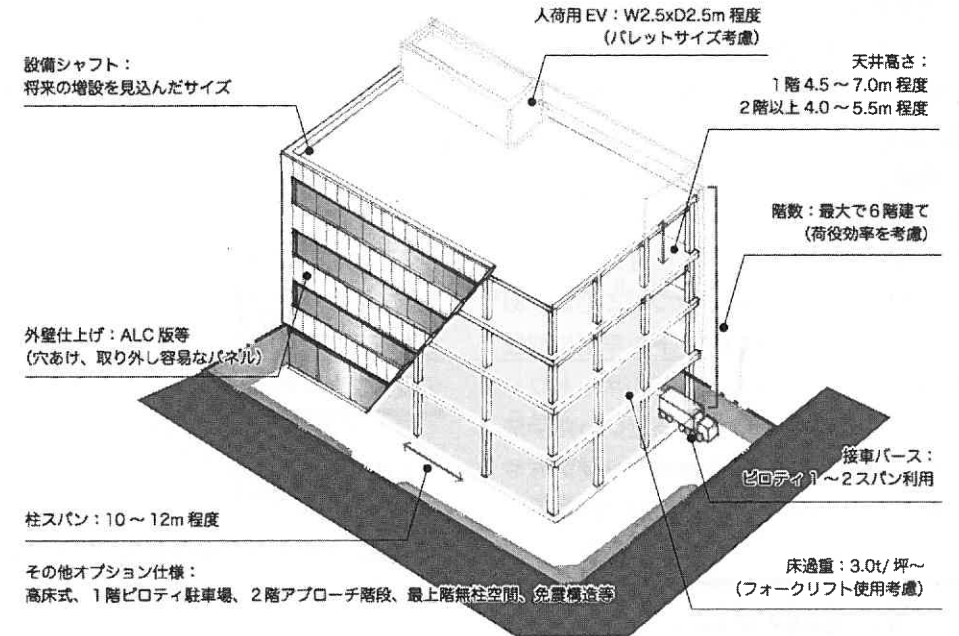 人荷用 EV：W2.5xD2.5m 程度
（パレットサイズ考慮）
設備シャフト：
将来の増設を見込んだサイズ
天井高さ：
1 階 4.5 ～ 7.0m 程度
2 階以上 4.0 ～ 5.5m 程度
階数：最大で 6 階建て
（荷役効率を考慮）
外壁仕上げ：ALC 版等
（穴あけ、取り外し容易なパネル）
接車バース：
ピロティ 1 ～ 2 スパン利用
柱スパン：10 ～ 12m 程度
その他オプション仕様：
高床式、1 階ピロティ駐車場、2 階アプローチ階段、最上階無柱空間、免震構造等
床過重：3.0t/ 坪～
（フォークリフト使用考慮）